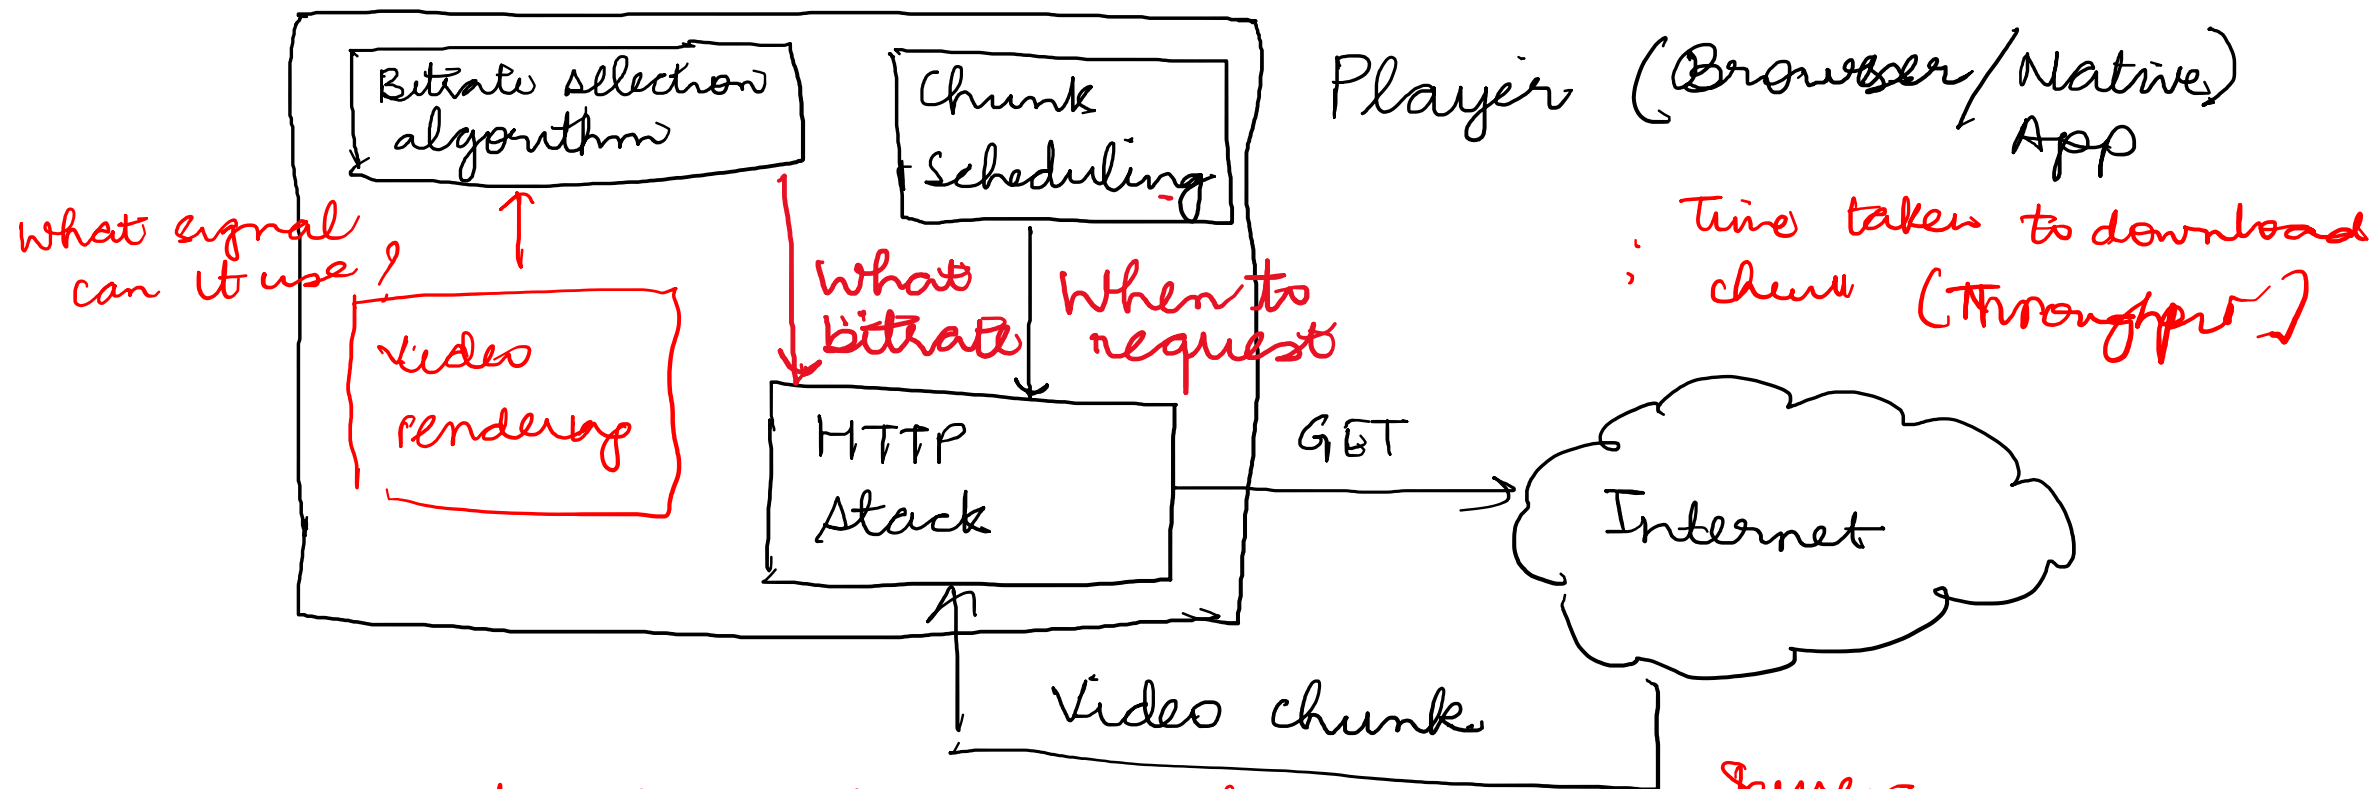 Bitrate selection
algorithm
Chunk
scheduling
Player (Browser/Native)
App
what signal
can it use?
Time taken to download
(Throughput)
what
bitrate
When to
request
Video
rendering
HTTP
stack
GET
Internet
Video chunk